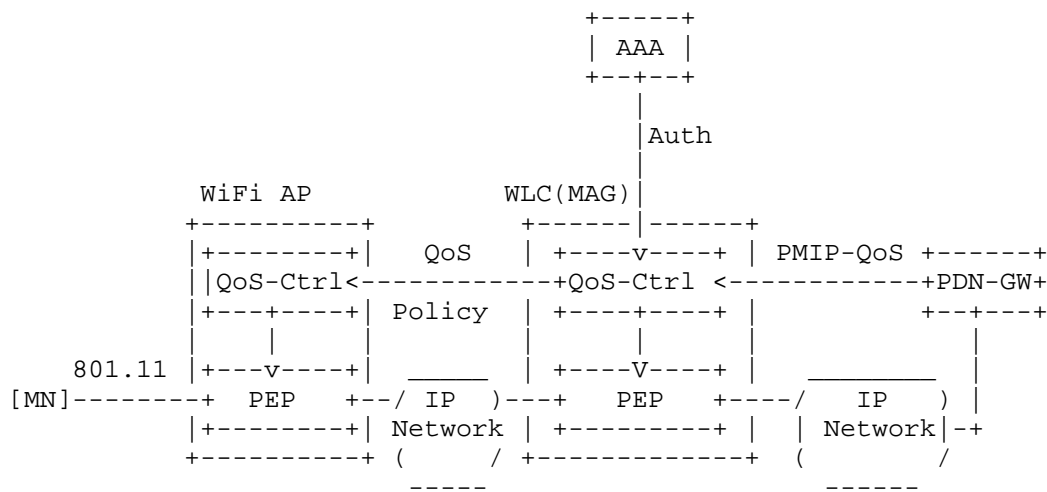 AAA
Auth
WiFi AP WLC(MAG)
QoS PMIP-QoS
QoS-Ctrl QoS-Ctrl PDN-GW
Policy
801.11
[MN] PEP IP PEP IP
Network Network